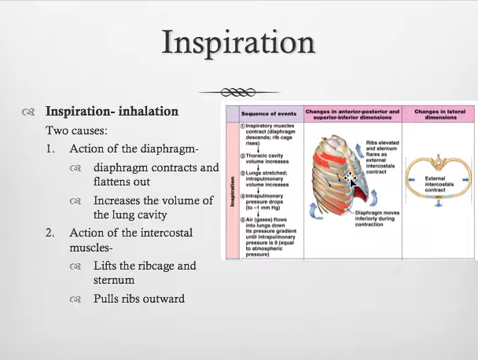 Inspiration
Inspiration- inhalation
Two causes:
1. Action of the diaphragm-
diaphragm contracts and
flattens out
Increases the volume of
the lung cavity
2. Action of the intercostal
muscles-
Lifts the ribcage and
sternum
Pulls ribs outward
Inspiration
Sequence of events
① Inspiratory muscles
contract (diaphragm
descends; rib cage
rises)
② Thoracic cavity
volume increases
③ Lungs stretched;
intrapulmonary
volume increases
④ Intrapulmonary
pressure drops
(to –1 mm Hg)
⑤ Air (gases) flows
into lungs down
its pressure gradient
until intrapulmonary
pressure is 0 (equal
to atmospheric
pressure)
Changes in anterior-posterior and
superior-inferior dimensions
Ribs elevated
and sternum
flares as
external
intercostals
contract
Diaphragm moves
inferiorly during
contraction
Changes in lateral
dimensions
External
intercostals
contract